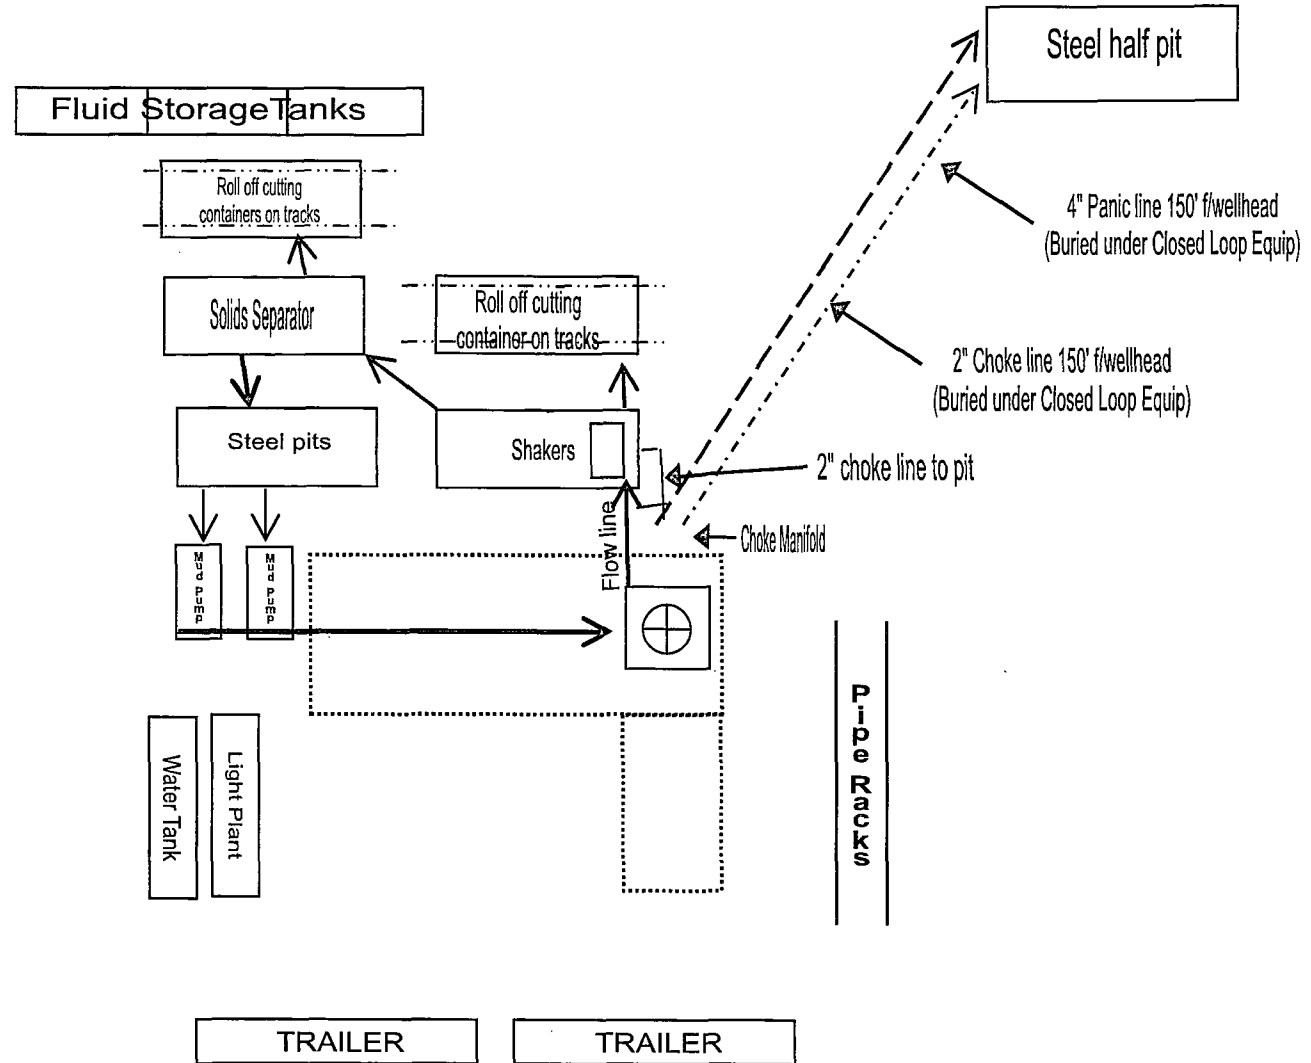 Steel half pit
Fluid StorageTanks
Roll off cutting
containers on tracks
4" Panic line 150' f/wellhead
(Buried under Closed Loop Equip)
Solids Separator
Roll off cutting
container on tracks
2" Choke line 150' f/wellhead
(Buried under Closed Loop Equip)
Steel pits
Shakers
2" choke line to pit
Flow line
Choke Manifold
Mud Pump
Mud Pump
Pipe Racks
Water Tank
Light Plant
TRAILER
TRAILER